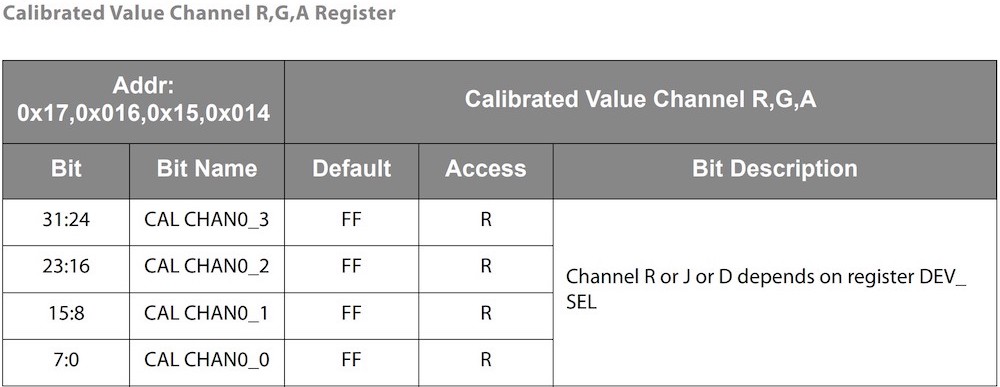 Calibrated Value Channel R,G,A Register
Addr:
0x17,0x016,0x15,0x014
Calibrated Value Channel R,G,A
Bit
Bit Name
Default
Access
Bit Description
31:24
CAL CHAN0_3
FF
R
23:16
CAL CHAN0_2
FF
R
15:8
CAL CHAN0_1
FF
R
7:0
CAL CHAN0_0
FF
R
Channel R or J or D depends on register DEV_
SEL